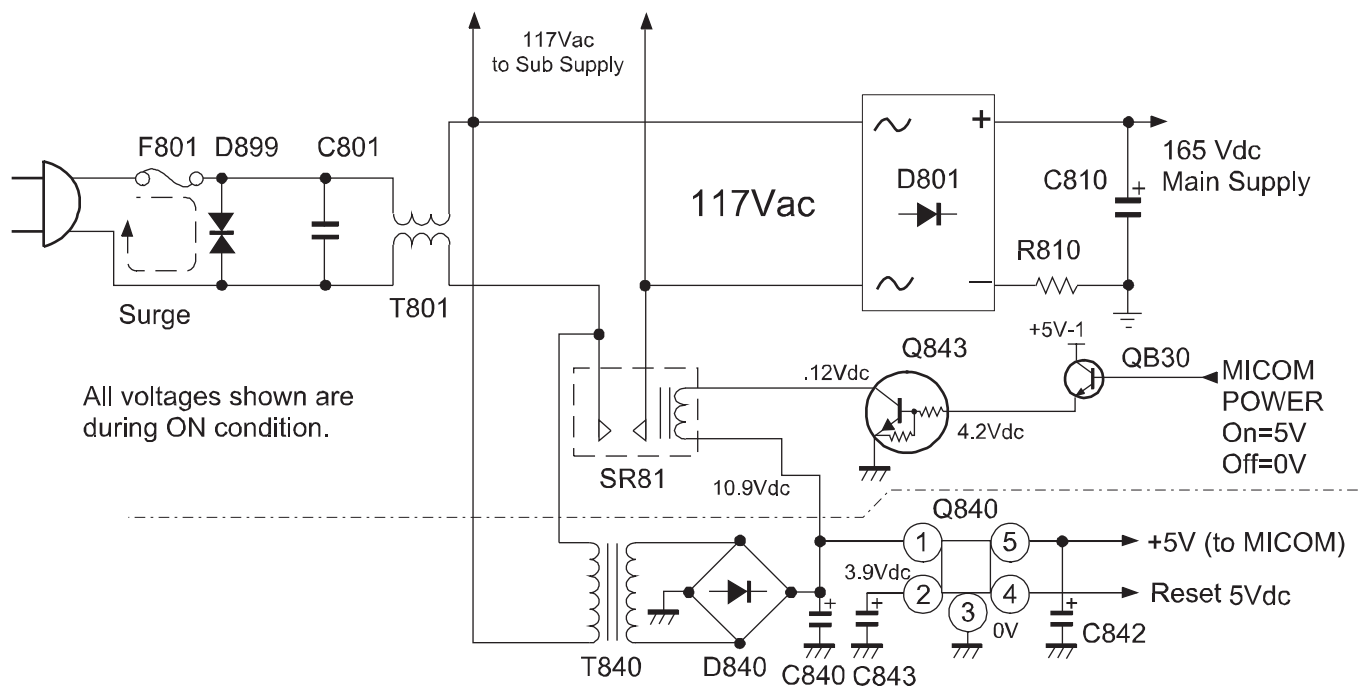 117Vac
to Sub Supply
F801
D899
C801
T801
Surge
117Vac
D801
+
C810
+
165 Vdc
Main Supply
R810
+5V-1
QB30
MICOM
POWER
On=5V
Off=0V
Q843
.12Vdc
4.2Vdc
All voltages shown are
during ON condition.
SR81
10.9Vdc
Q840
1
5
+5V (to MICOM)
3.9Vdc
2
4
Reset 5Vdc
3
0V
+
+
+
T840
D840
C840
C843
C842